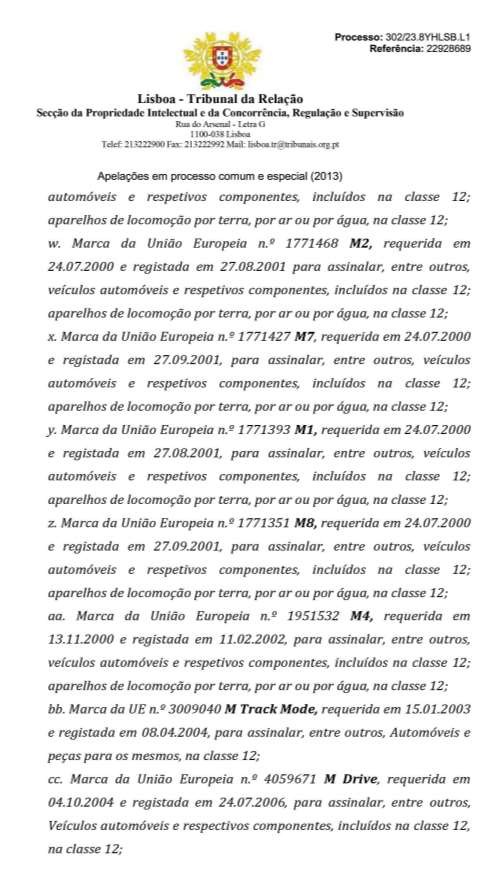 Processo: 302/23.8YHLSB.L1
Referência: 22928689
Lisboa - Tribunal da Relação
Secção da Propriedade Intelectual e da Concorrência, Regulação e Supervisão
Rua do Arsenal - Letra G
1100-038 Lisboa
Telef: 213222900 Fax: 213222992 Mail: lisboa.tr@tribunais.org.pt
Apelações em processo comum e especial (2013)
automóveis e respetivos componentes, incluídos na classe 12;
aparelhos de locomoção por terra, por ar ou por água, na classe 12;
w. Marca da União Europeia n.º 1771468 M2, requerida em
24.07.2000 e registada em 27.08.2001 para assinalar, entre outros,
veículos automóveis e respetivos componentes, incluídos na classe 12;
aparelhos de locomoção por terra, por ar ou por água, na classe 12;
x. Marca da União Europeia n.º 1771427 M7, requerida em 24.07.2000
e registada em 27.09.2001, para assinalar, entre outros, veículos
automóveis e respetivos componentes, incluídos na classe 12;
aparelhos de locomoção por terra, por ar ou por água, na classe 12;
y. Marca da União Europeia n.º 1771393 M1, requerida em 24.07.2000
e registada em 27.08.2001, para assinalar, entre outros, veículos
automóveis e respetivos componentes, incluídos na classe 12;
aparelhos de locomoção por terra, por ar ou por água, na classe 12;
z. Marca da União Europeia n.º 1771351 M8, requerida em 24.07.2000
e registada em 27.09.2001, para assinalar, entre outros, veículos
automóveis e respetivos componentes, incluídos na classe 12;
aparelhos de locomoção por terra, por ar ou por água, na classe 12;
aa. Marca da União Europeia n.º 1951532 M4, requerida em
13.11.2000 e registada em 11.02.2002, para assinalar, entre outros,
veículos automóveis e respetivos componentes, incluídos na classe 12;
aparelhos de locomoção por terra, por ar ou por água, na classe 12;
bb. Marca da UE n.º 3009040 M Track Mode, requerida em 15.01.2003
e registada em 08.04.2004, para assinalar, entre outros, Automóveis e
peças para os mesmos, na classe 12;
cc. Marca da União Europeia n.º 4059671 M Drive, requerida em
04.10.2004 e registada em 24.07.2006, para assinalar, entre outros,
Veículos automóveis e respectivos componentes, incluídos na classe 12,
na classe 12;